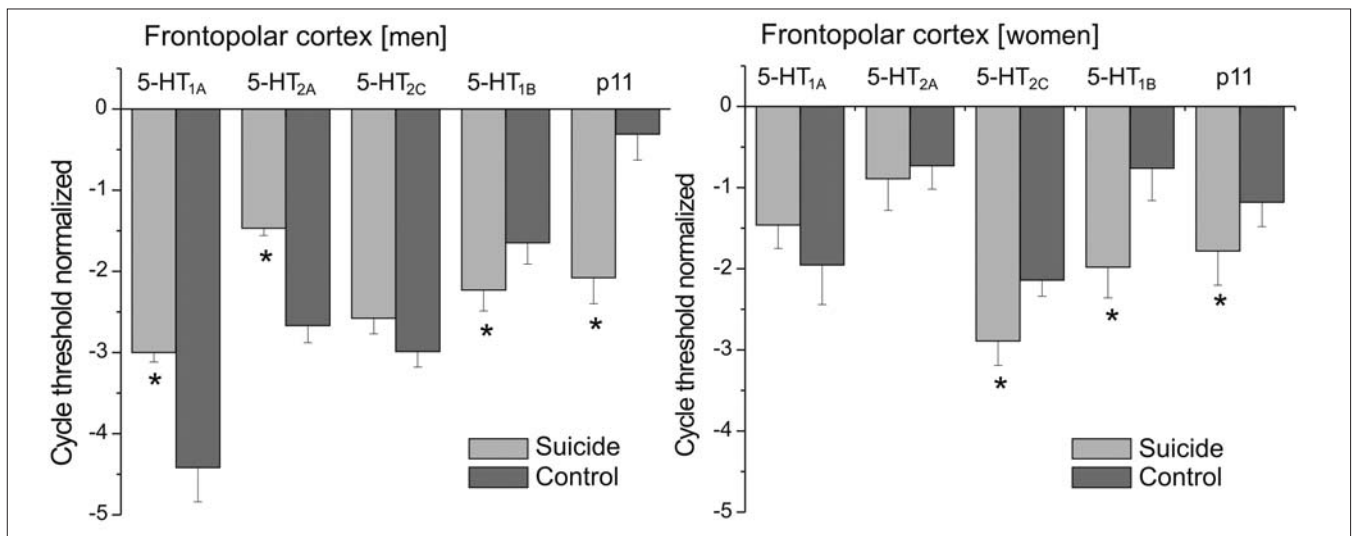 Frontopolar cortex [men]
5-HT1A 5-HT2A 5-HT2C 5-HT1B p11
0
-1
-2
-3
-4
-5
Cycle threshold normalized
*
*
*
*
Suicide
Control
Frontopolar cortex [women]
5-HT1A 5-HT2A 5-HT2C 5-HT1B p11
0
-1
-2
-3
-4
-5
Cycle threshold normalized
*
*
*
Suicide
Control